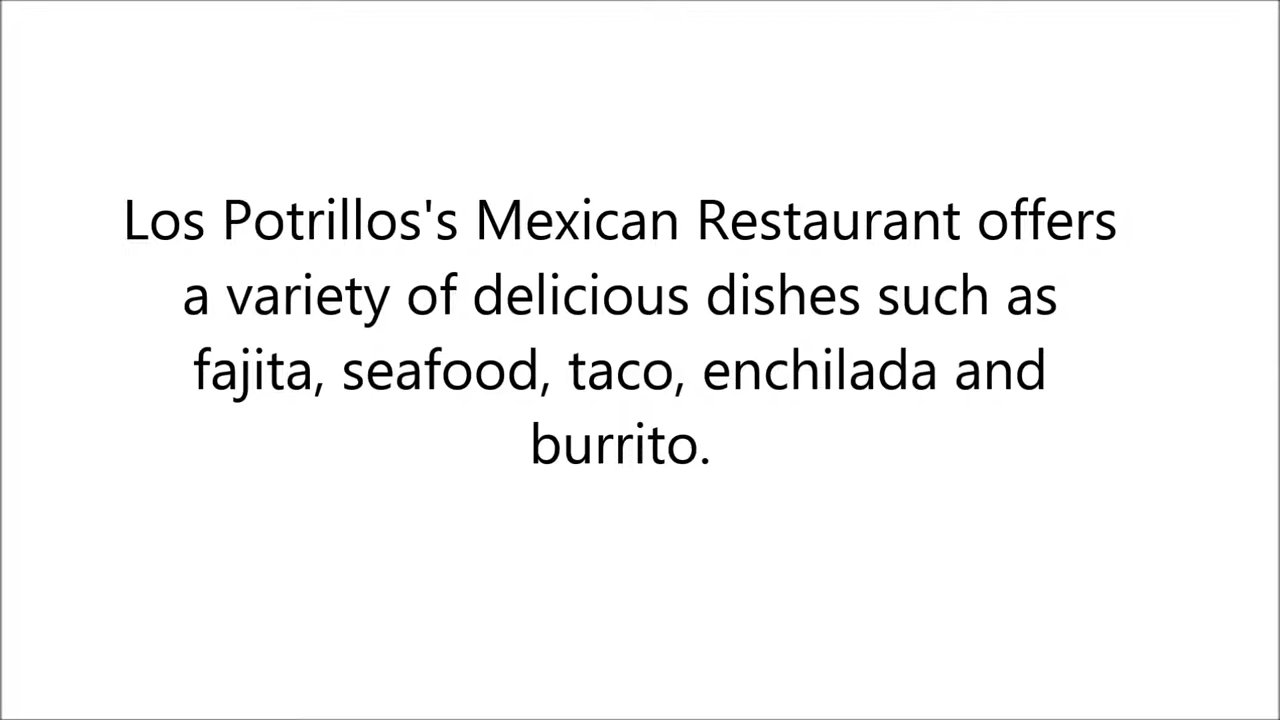 Los Potrillos's Mexican Restaurant offers
a variety of delicious dishes such as
fajita, seafood, taco, enchilada and
burrito.